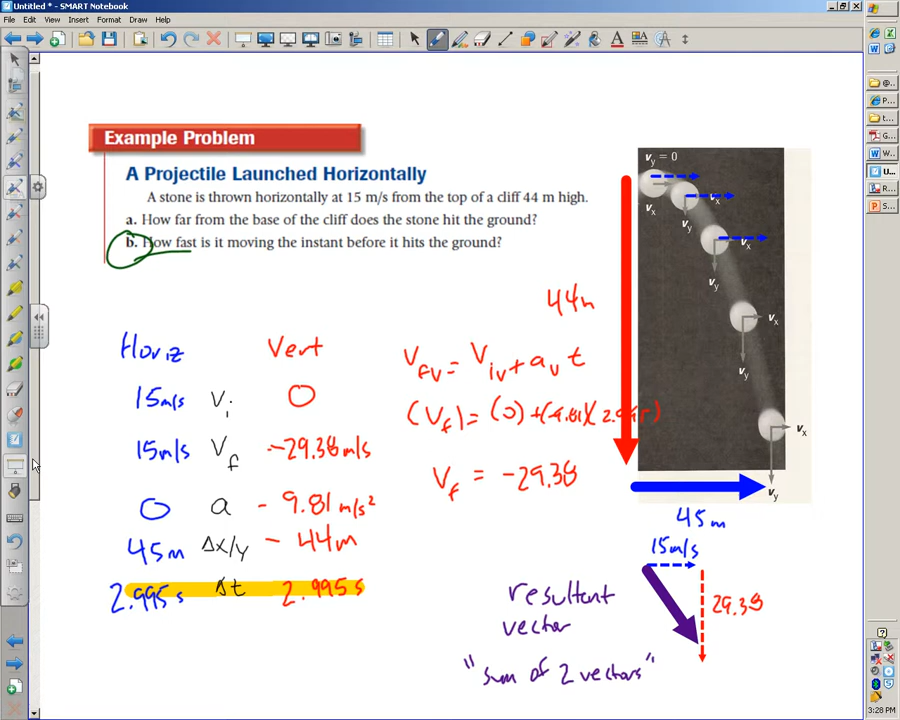 Untitled * - SMART Notebook
File Edit View Insert Format Draw Help
Example Problem
A Projectile Launched Horizontally
A stone is thrown horizontally at 15 m/s from the top of a cliff 44 m high.
a. How far from the base of the cliff does the stone hit the ground?
b. How fast is it moving the instant before it hits the ground?
vy = 0
vx
vx
vy
vx
vy
vx
vy
vx
vy
44m
45m
Horiz Vert
15m/s Vi 0
15m/s Vf -29.38m/s
0 a - 9.81 m/s²
45m Δx/y - 44m
2.995s Δt 2.995s
Vfv = Viv + av t
(Vf) = (0) + (-9.81)(2.995)
Vf = -29.38
15m/s
29.38
resultent
vector
"sum of 2 vectors"
U...
R...
S...
3:28 PM